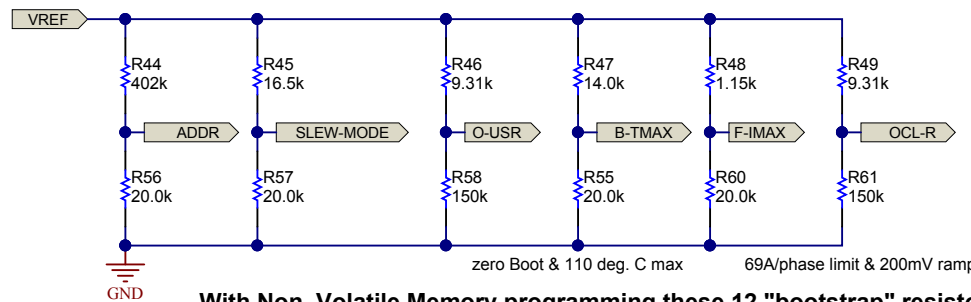 VREF
R44 R45 R46 R47 R48 R49
402k 16.5k 9.31k 14.0k 1.15k 9.31k
ADDR SLEW-MODE O-USR B-TMAX F-IMAX OCL-R
R56 R57 R58 R55 R60 R61
20.0k 20.0k 150k 20.0k 20.0k 150k
zero Boot & 110 deg. C max 69A/phase limit & 200mV ramp
GND
With Non-Volatile Memory programming these 12 "bootstrap"